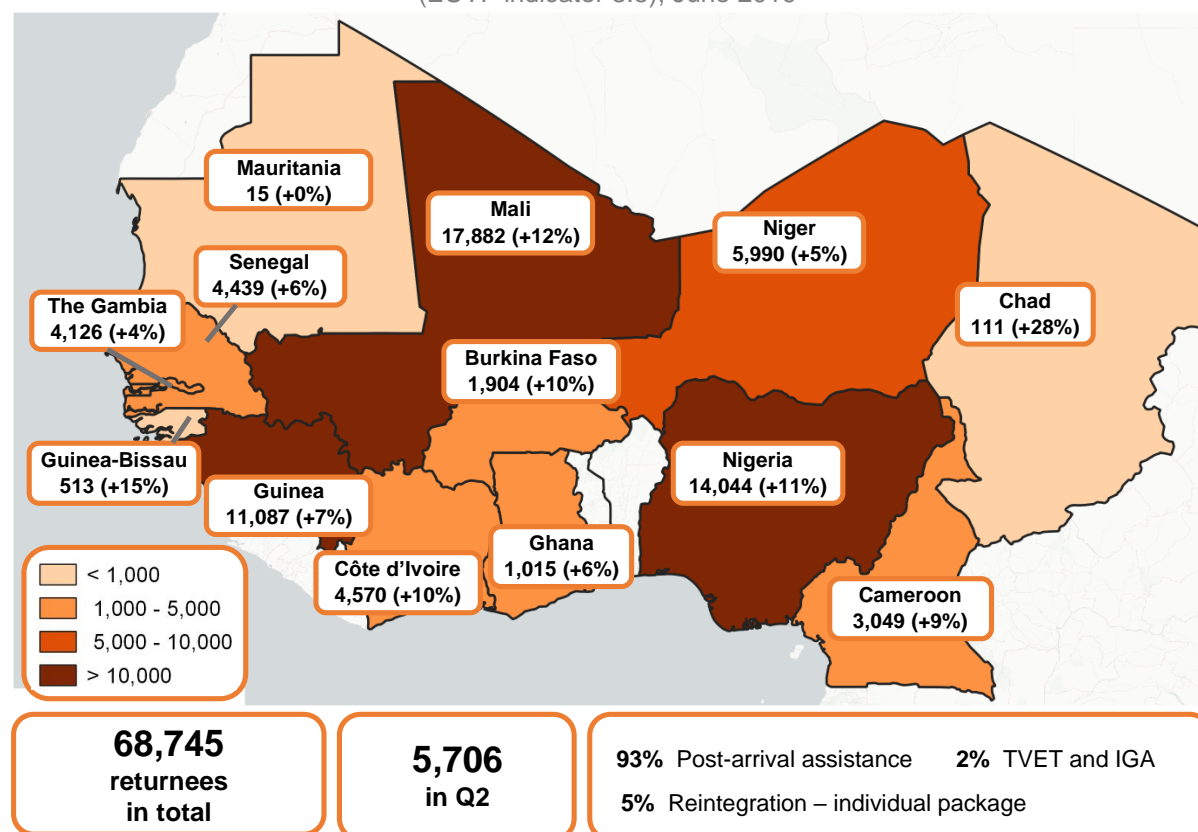 indicator June
Mauritania
15 (+0%)
Mali
17,882 (+12%)
Niger
5,990 (+5%)
Senegal
4,439 (+6%)
The Gambia
4,126 (+4%)
Chad
111 (+28%)
Burkina Faso
1,904 (+10%)
Guinea-Bissau
513 (+15%)
Nigeria
14,044 (+11%)
Guinea
11,087 (+7%)
Ghana
1,015 (+6%)
Côte d'Ivoire
4,570 (+10%)
Cameroon
3,049 (+9%)
< 1,000
1,000 - 5,000
5,000 - 10,000
> 10,000
68,745
returnees
in total
5,706
in Q2
93% Post-arrival assistance 2% TVET and IGA
5% Reintegration – individual package